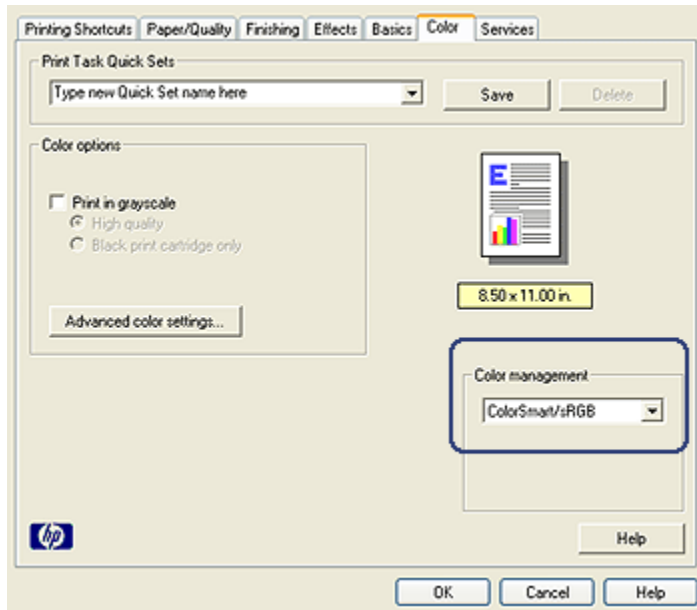 Printing Shortcuts Paper/Quality Finishing Effects Basics Color Services
Print Task Quick Sets
Type new Quick Set name here Save Delete
Color options
Print in grayscale
High quality
Black print cartridge only
E
8.50 x 11.00 in.
Advanced color settings...
Color management
ColorSmart/sRGB
hp
Help
OK Cancel Help